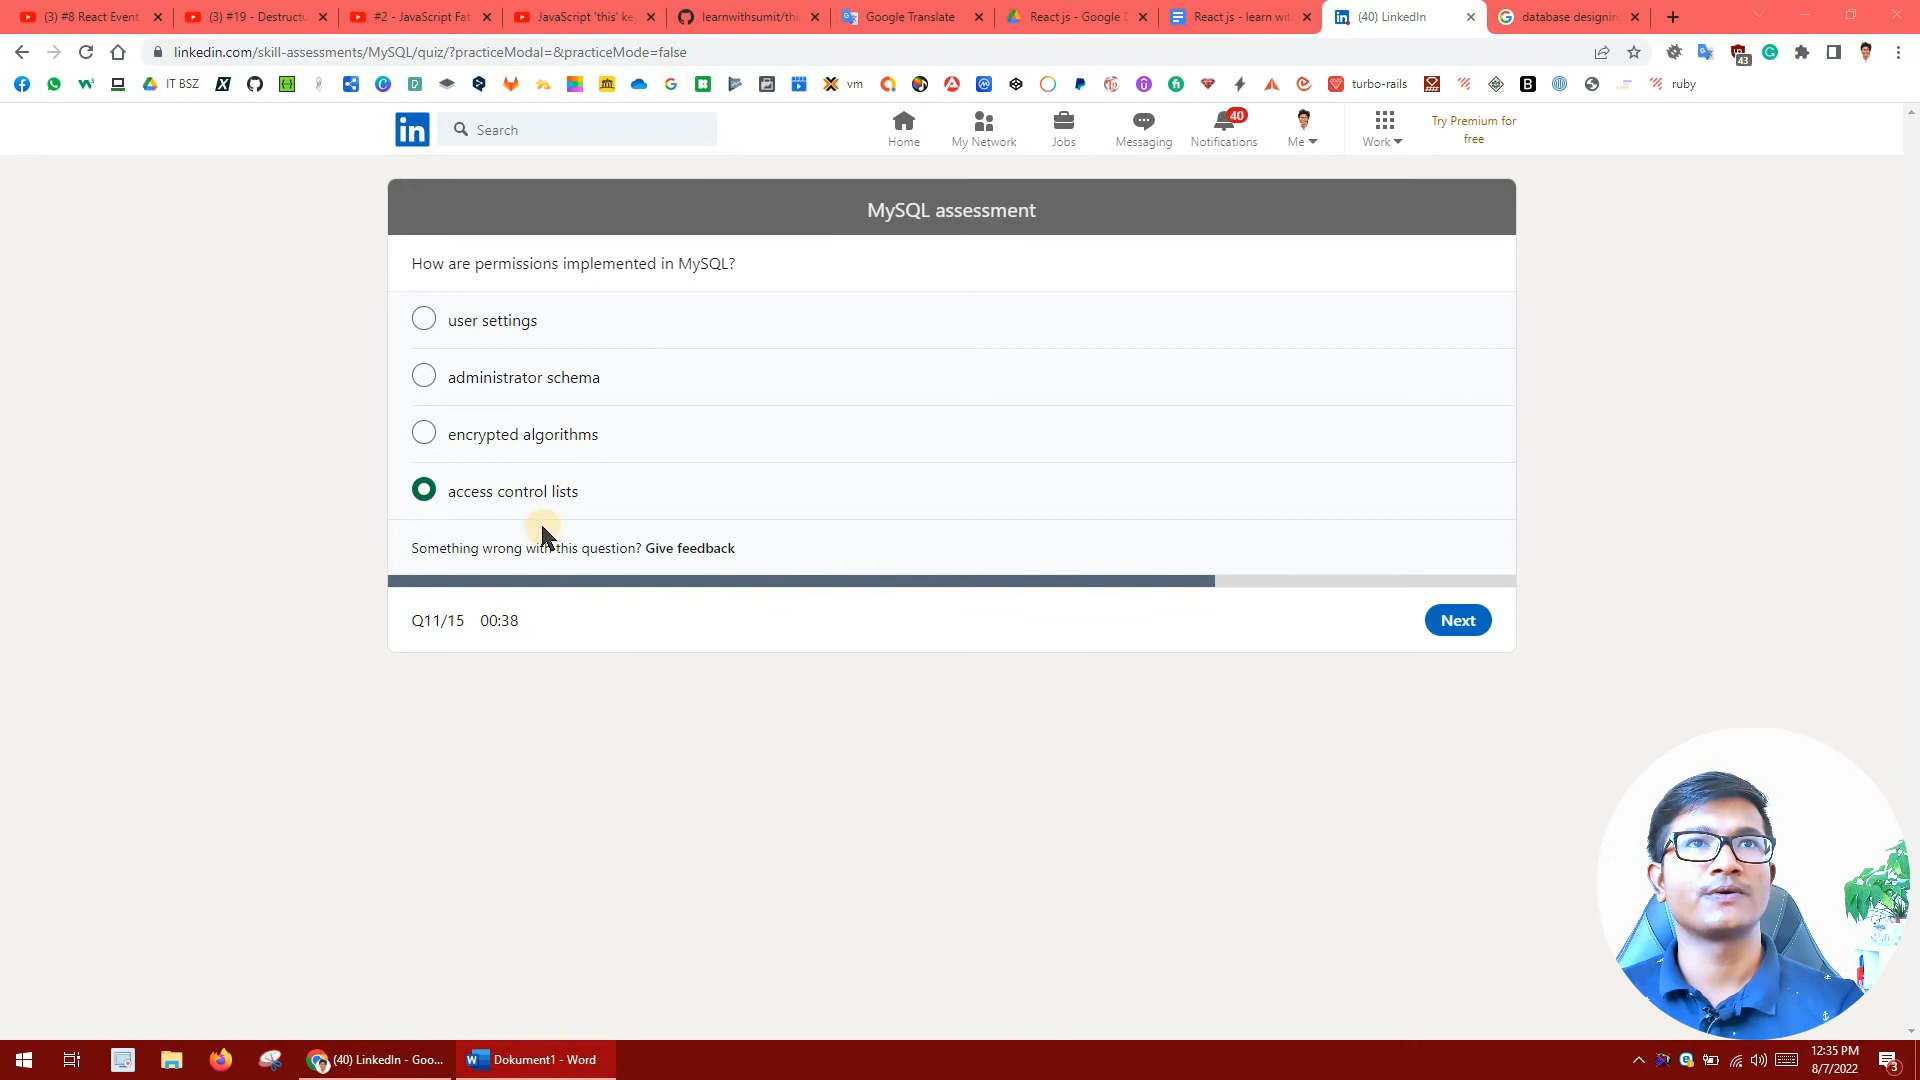 (3) #8 React Event
(3) #19 - Destructu
#2 - JavaScript Fat
JavaScript 'this' ke
learnwithsumit/thi
Google Translate
React js - Google D
React js - learn wit
(40) LinkedIn
database designin
linkedin.com/skill-assessments/MySQL/quiz/?practiceModal=&practiceMode=false
43
IT BSZ
vm
turbo-rails
ruby
in
Search
Home
My Network
Jobs
Messaging
40
Notifications
Me
Work
Try Premium for
free
MySQL assessment
How are permissions implemented in MySQL?
user settings
administrator schema
encrypted algorithms
access control lists
Something wrong with this question? Give feedback
Q11/15 00:38
Next
(40) LinkedIn - Goo...
Dokument1 - Word
12:35 PM
8/7/2022
3